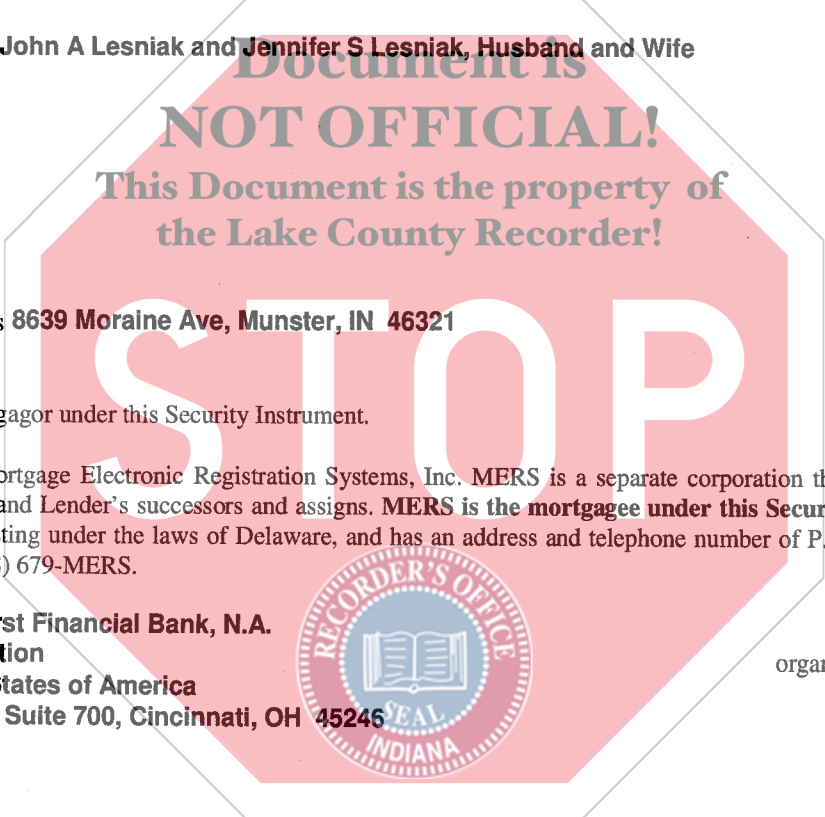 John A Lesniak and Jennifer S Lesniak, Husband and Wife
Document is
NOT OFFICIAL!
This Document is the property of
the Lake County Recorder!
8639 Moraine Ave, Munster, IN 46321
STOP
gagor under this Security Instrument.
ortgage Electronic Registration Systems, Inc. MERS is a separate corporation th
and Lender's successors and assigns. MERS is the mortgagee under this Secur
ting under the laws of Delaware, and has an address and telephone number of P.
) 679-MERS.
rst Financial Bank, N.A.
tion
organ
tates of America
Suite 700, Cincinnati, OH 45246
RECORDER'S OFFICE
SEAL
INDIANA